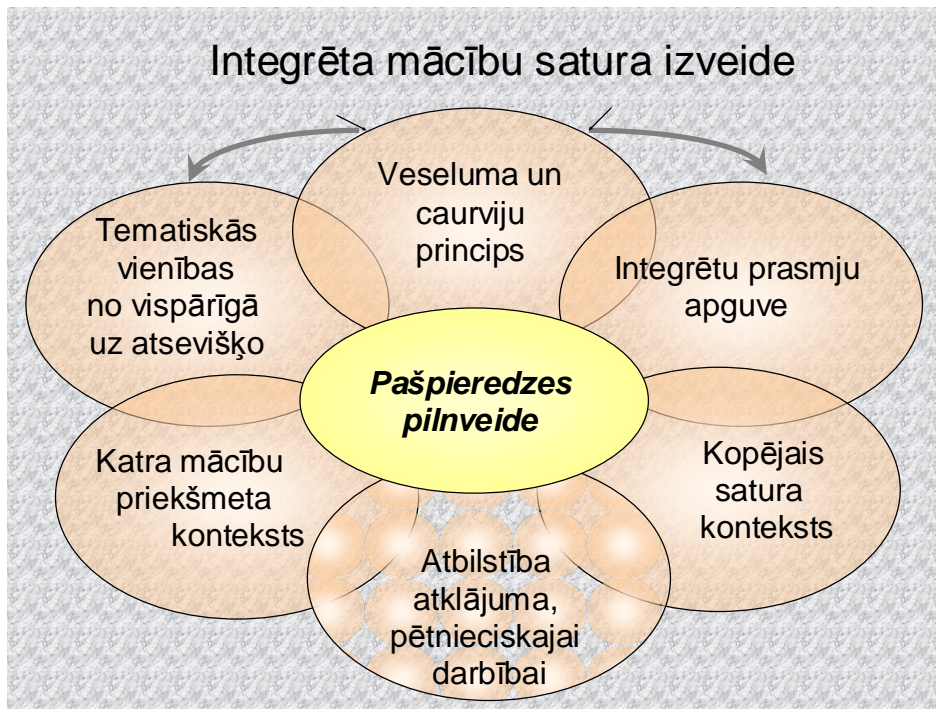 Integrēta mācību satura izveide
Veseluma un
caurviju
princips
Tematiskās
vienības
no vispārīgā
uz atsevišķo
Integrētu prasmju
apguve
Pašpieredzes
pilnveide
Katra mācību
priekšmeta
konteksts
Kopējais
satura
konteksts
Atbilstība
atklājuma,
pētnieciskajai
darbībai